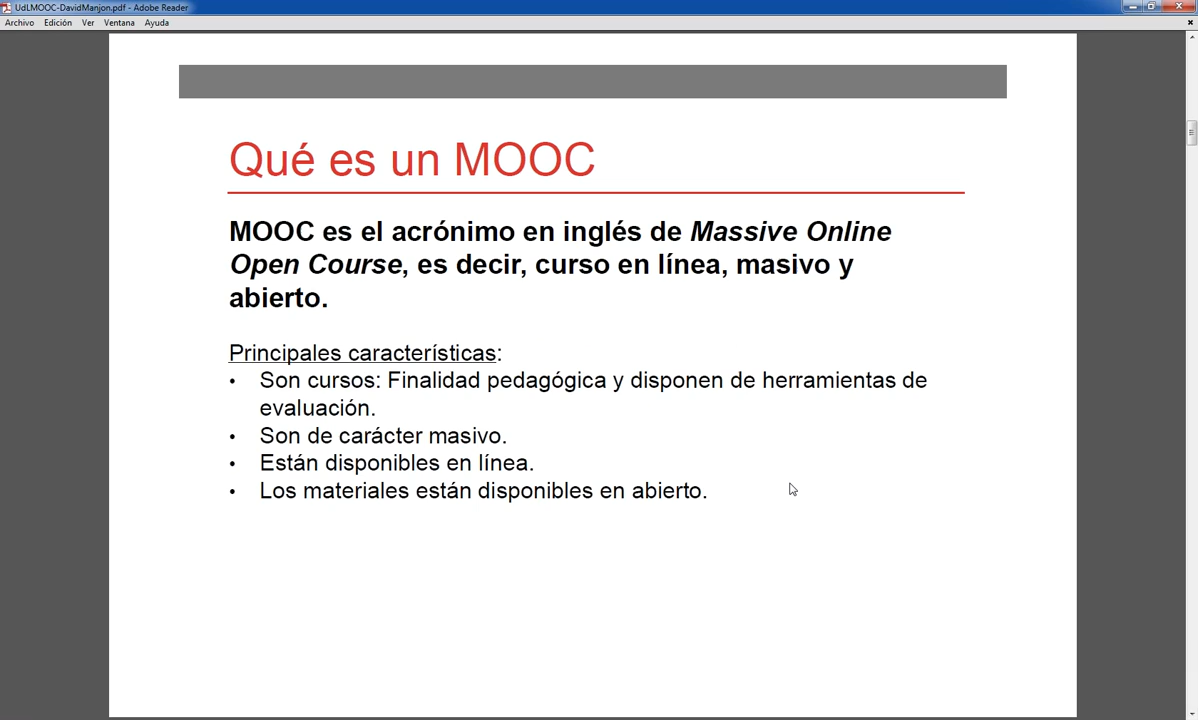 UdLMOOC-DavidManjon.pdf - Adobe Reader
Archivo Edición Ver Ventana Ayuda
Qué es un MOOC
MOOC es el acrónimo en inglés de Massive Online
Open Course, es decir, curso en línea, masivo y
abierto.
Principales características:
• Son cursos: Finalidad pedagógica y disponen de herramientas de
evaluación.
• Son de carácter masivo.
• Están disponibles en línea.
• Los materiales están disponibles en abierto.